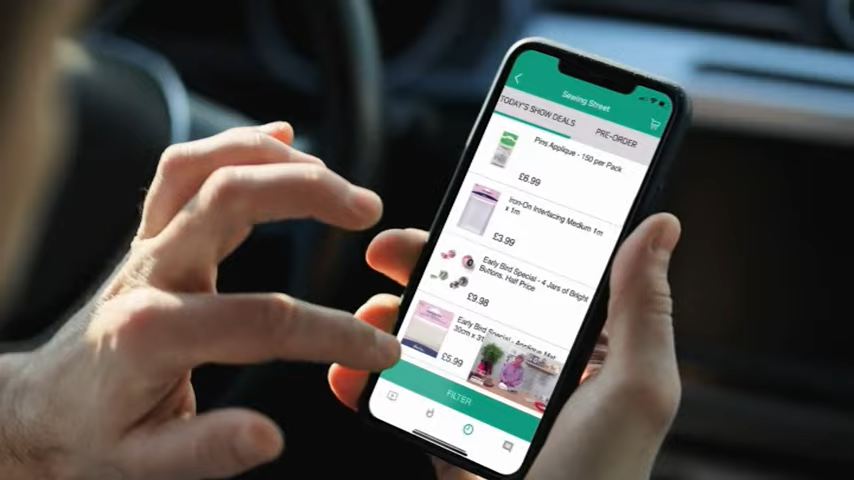 Sewing Street
TODAY'S SHOW DEALS
PRE-ORDER
Pins Applique - 150 per Pack
£6.99
Iron-On Interfacing Medium 1m
x 1m
£3.99
Early Bird Special - 4 Jars of Bright
Buttons, Half Price
£9.98
Early Bird Special - Applique Mat
30cm x
£5.99
FILTER